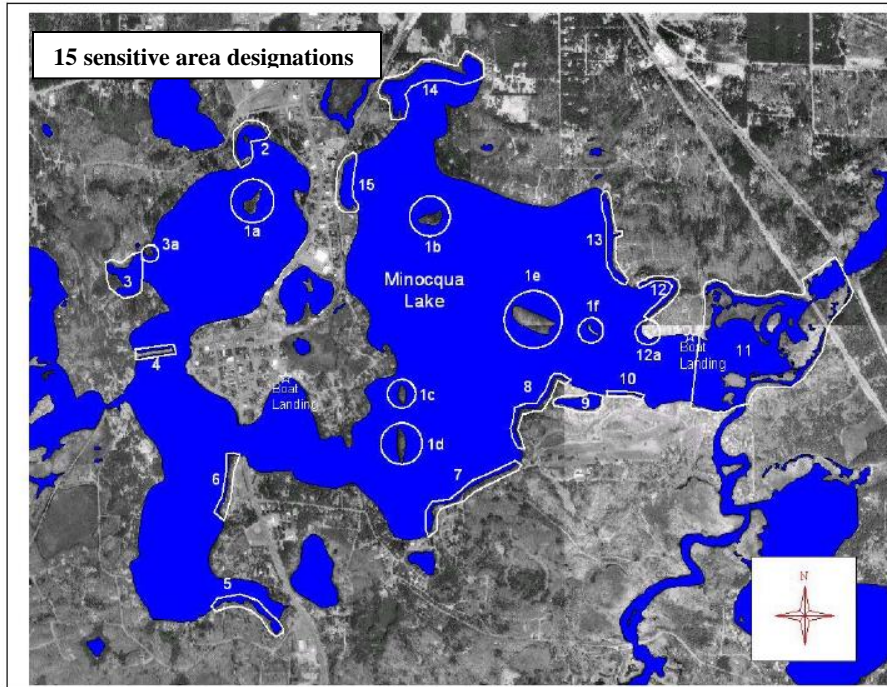 15 sensitive area designations
14
2
15
1a
1b
3a
13
3
Minocqua
Lake
1e
1f
12
12a
11
Boat
Landing
4
Boat
Landing
1c
8
10
9
1d
7
6
5
N